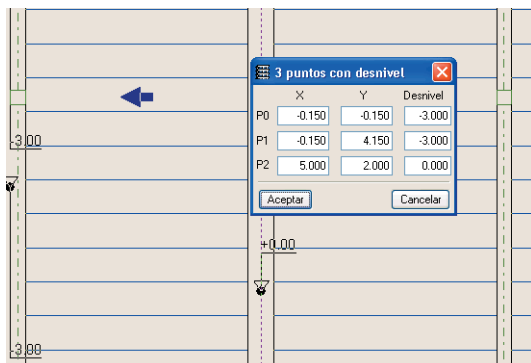 3 puntos con desnivel
X Y Desnivel
P0 -0.150 -0.150 -3.000
P1 -0.150 4.150 -3.000
P2 5.000 2.000 0.000
Aceptar Cancelar
-3.00
+0.00
-3.00